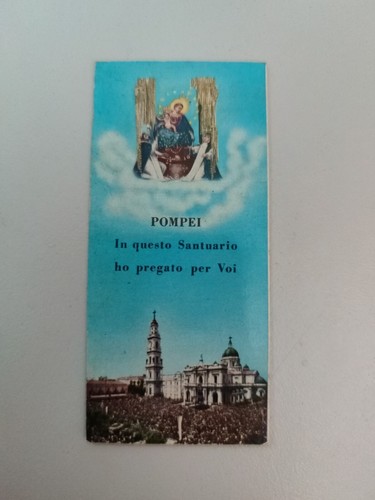 POMPEI
In questo Santuario
ho pregato per Voi